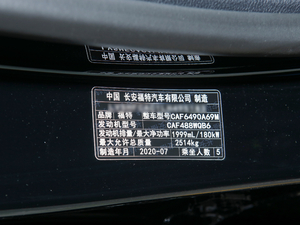 中国 长安福特汽车有限公司 制造
品牌 福特 整车型号 CAF6490A69M
发动机型号 CAF488WQB6
发动机排量/最大净功率 1999mL/180kW
最大允许总质量 2514kg
制造年月 2020-07 乘坐人数 5